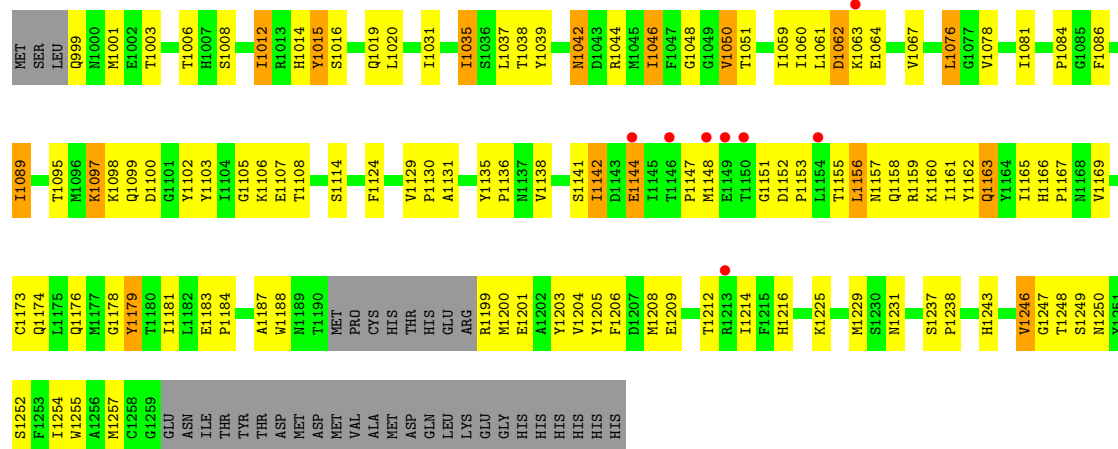 MET SER LEU Q999 N1000 M1001 E1002 T1003 T1006 H1007 S1008 I1012 R1013 H1014 Y1015 S1016 Q1019 L1020 I1031 I1035 S1036 L1037 T1038 Y1039 N1042 D1043 R1044 M1045 I1046 F1047 G1048 G1049 V1050 T1051 I1059 I1060 L1061 D1062 K1063 E1064 V1067 L1076 G1077 V1078 I1081 P1084 G1085 F1086
I1089 T1095 M1096 K1097 K1098 Q1099 D1100 G1101 Y1102 Y1103 I1104 G1105 K1106 E1107 T1108 S1114 F1124 V1129 P1130 A1131 Y1135 P1136 N1137 V1138 S1141 I1142 D1143 E1144 I1145 T1146 P1147 M1148 E1149 T1150 G1151 D1152 P1153 L1154 T1155 L1156 N1157 Q1158 R1159 K1160 I1161 Y1162 Q1163 Y1164 I1165 H1166 P1167 N1168 V1169
C1173 Q1174 L1175 Q1176 M1177 G1178 Y1179 T1180 I1181 L1182 E1183 P1184 A1187 W1188 N1189 T1190 MET PRO CYS HIS THR HIS GLU ARG R1199 M1200 E1201 A1202 Y1203 V1204 Y1205 F1206 D1207 M1208 E1209 T1212 R1213 I1214 F1215 H1216 K1225 M1229 S1230 N1231 S1237 P1238 H1243 V1246 G1247 T1248 S1249 N1250 Y1251
S1252 F1253 I1254 W1255 A1256 M1257 C1258 G1259 GLU ASN ILE THR TYR THR ASP MET ASP MET VAL ALA MET ASP GLN LEU LYS GLU GLY HIS HIS HIS HIS HIS HIS